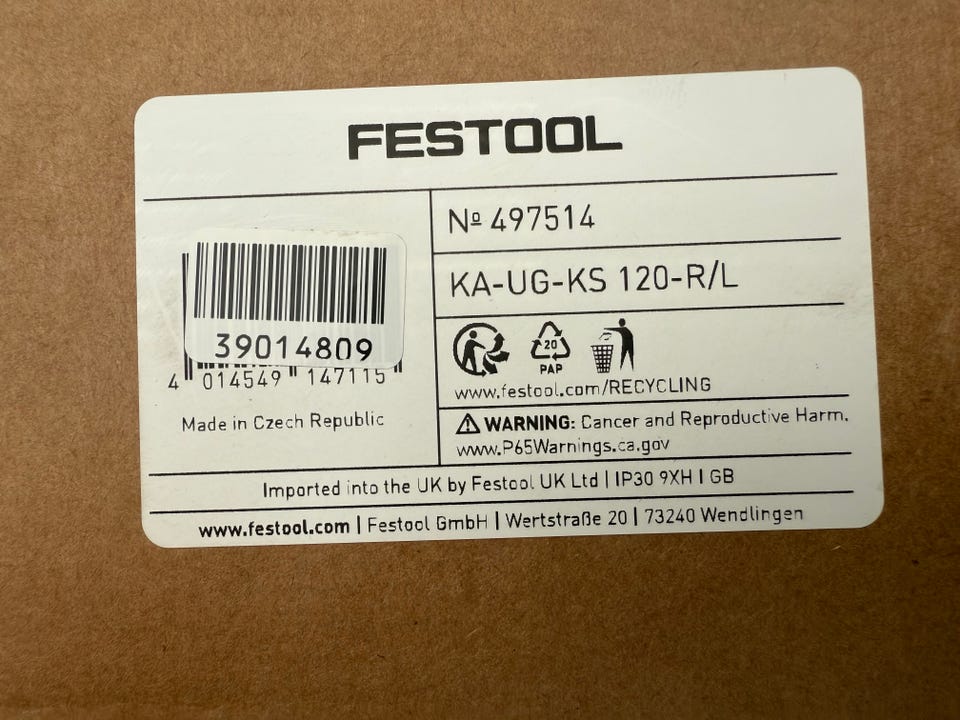 FESTOOL
№ 497514
KA-UG-KS 120-R/L
39014809
4 014549 147115
Made in Czech Republic
20
PAP
www.festool.com/RECYCLING
WARNING: Cancer and Reproductive Harm.
www.P65Warnings.ca.gov
Imported into the UK by Festool UK Ltd | IP30 9XH | GB
www.festool.com | Festool GmbH | Wertstraße 20 | 73240 Wendlingen